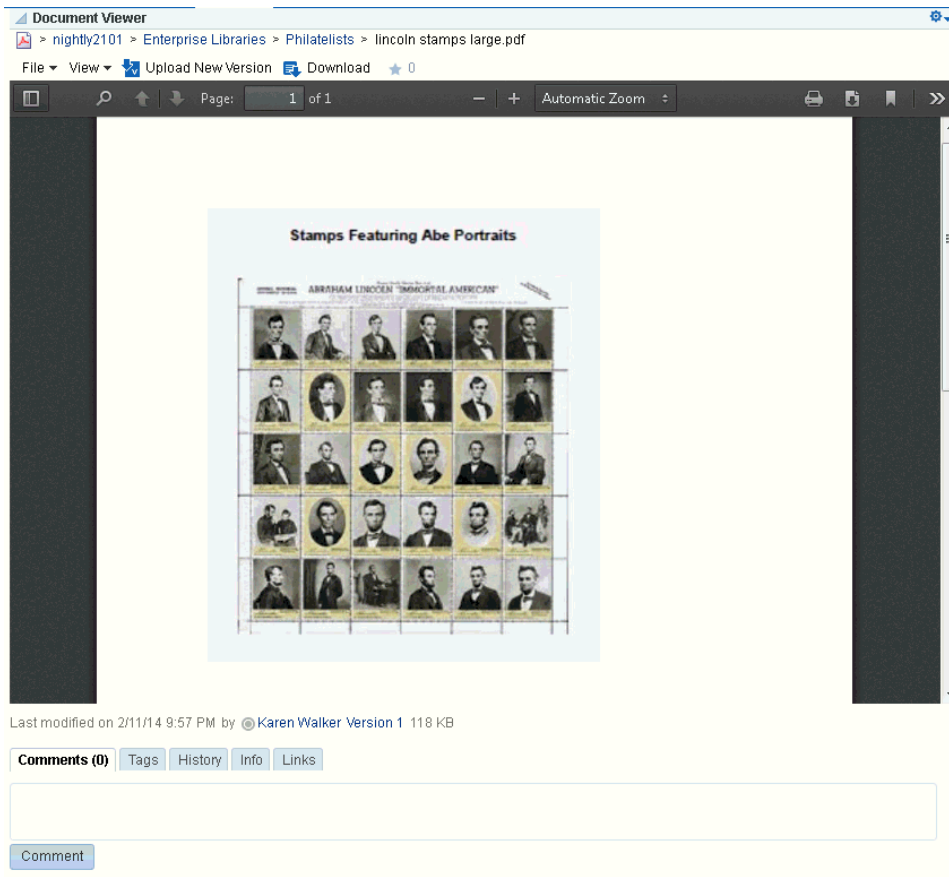 Document Viewer
> nightly2101 > Enterprise Libraries > Philatelists > lincoln stamps large.pdf
File View Upload New Version Download 0
Page: 1 of 1 Automatic Zoom
Stamps Featuring Abe Portraits
ABRAHAM LINCOLN "IMMORTAL AMERICAN"
Last modified on 2/11/14 9:57 PM by Karen Walker Version 1 118 KB
Comments (0) Tags History Info Links
Comment